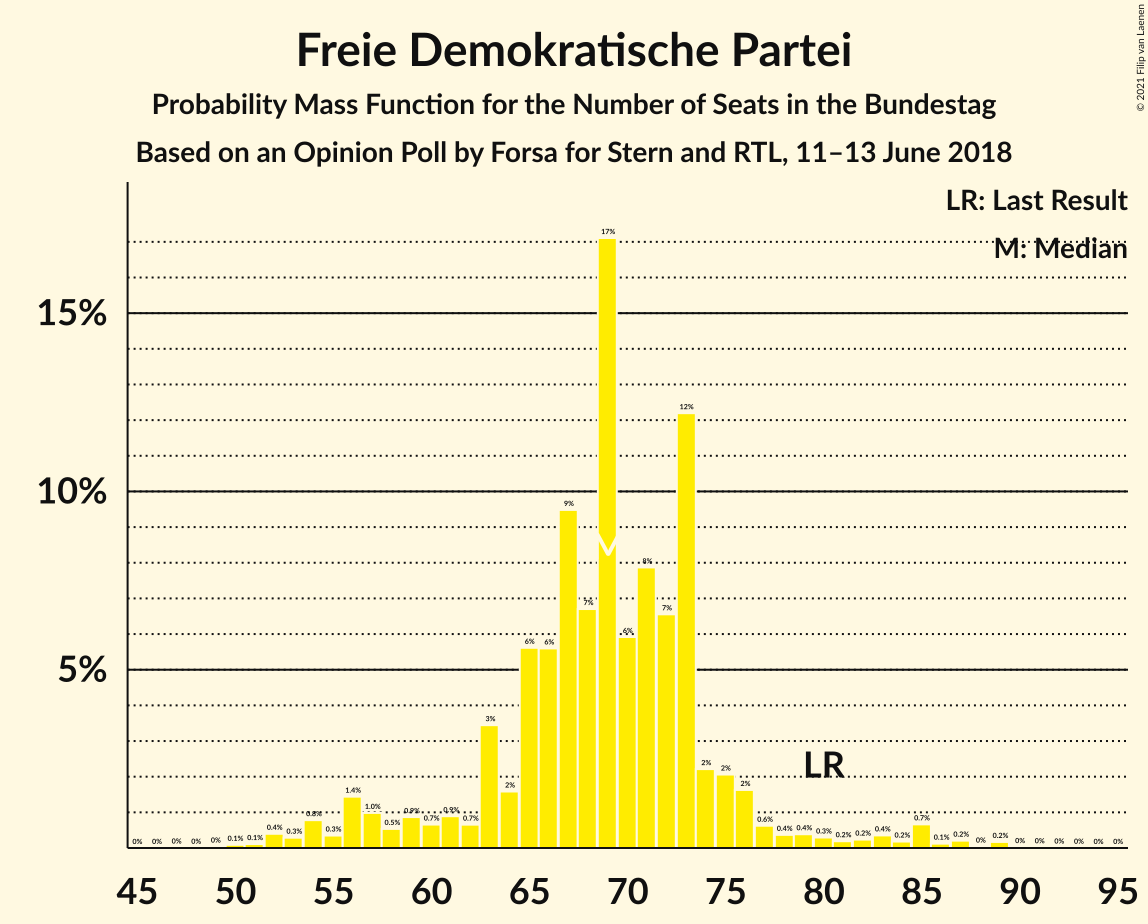 Freie Demokratische Partei
Probability Mass Function for the Number of Seats in the Bundestag
Based on an Opinion Poll by Forsa for Stern and RTL, 11–13 June 2018
© 2021 Filip van Laenen
LR: Last Result
M: Median
15%
10%
5%
0% 0% 0% 0% 0% 0.1% 0.1% 0.4% 0.3% 0.8% 0.3% 1.4% 1.0% 0.5% 0.9% 0.7% 0.9% 0.7% 3% 2% 6% 6% 9% 7% 17% 6% 8% 7% 12% 2% 2% 2% 0.6% 0.4% 0.4% 0.3% 0.2% 0.2% 0.4% 0.2% 0.7% 0.1% 0.2% 0% 0.2% 0% 0% 0% 0% 0% 0%
M
LR
45 50 55 60 65 70 75 80 85 90 95